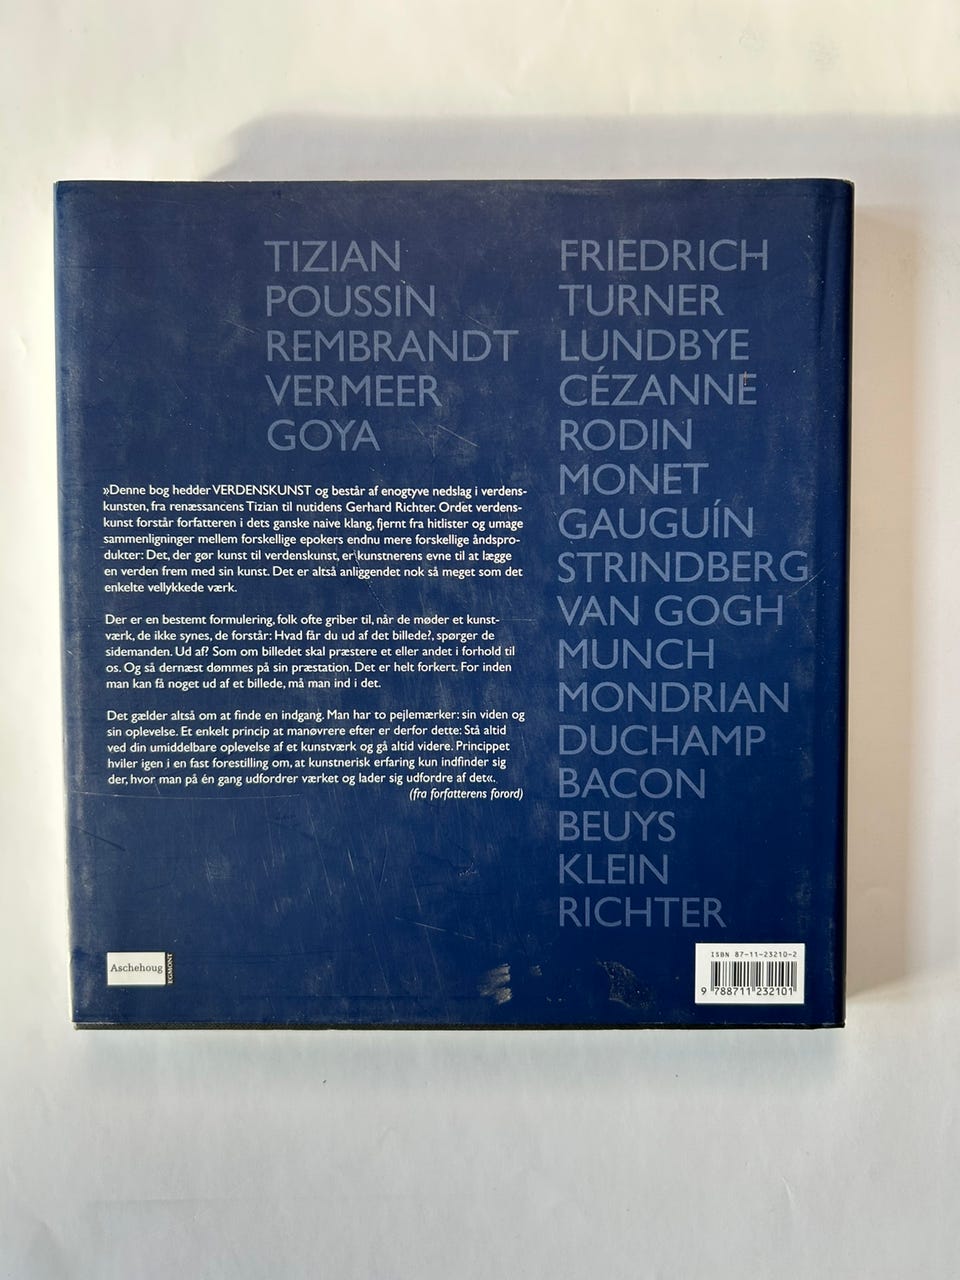 TIZIAN
POUSSIN
REMBRANDT
VERMEER
GOYA
FRIEDRICH
TURNER
LUNDBYE
CÉZANNE
RODIN
MONET
GAUGUÍN
STRINDBERG
VAN GOGH
MUNCH
MONDRIAN
DUCHAMP
BACON
BEUYS
KLEIN
RICHTER
»Denne bog hedder VERDENSKUNST og består af enogtyve nedslag i verdens-
kunsten, fra renæssancens Tizian til nutidens Gerhard Richter. Ordet verdens-
kunst forstår forfatteren i dets ganske naive klang, fjernt fra hitlister og umage
sammenligninger mellem forskellige epokers endnu mere forskellige åndspro-
dukter: Det, der gør kunst til verdenskunst, er kunstnerens evne til at lægge
en verden frem med sin kunst. Det er altså anliggendet nok så meget som det
enkelte vellykkede værk.
Der er en bestemt formulering, folk ofte griber til, når de møder et kunst-
værk, de ikke synes, de forstår: Hvad får du ud af det billede?, spørger de
sidemanden. Ud af? Som om billedet skal præstere et eller andet i forhold til
os. Og så dernæst dømmes på sin præstation. Det er helt forkert. For inden
man kan få noget ud af et billede, må man ind i det.
Det gælder altså om at finde en indgang. Man har to pejlemærker: sin viden og
sin oplevelse. Et enkelt princip at manøvrere efter er derfor dette: Stå altid
ved din umiddelbare oplevelse af et kunstværk og gå altid videre. Princippet
hviler igen i en fast forestilling om, at kunstnerisk erfaring kun indfinder sig
der, hvor man på én gang udfordrer værket og lader sig udfordre af det«.
(fra forfatterens forord)
Aschehoug
EGMONT
ISBN 87-11-23210-2
9 788711 232101